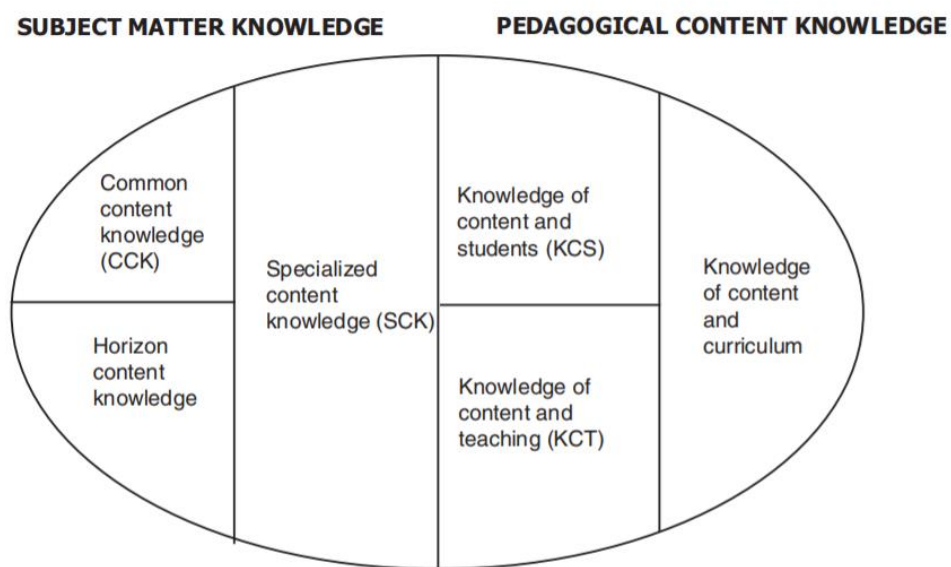 SUBJECT MATTER KNOWLEDGE
PEDAGOGICAL CONTENT KNOWLEDGE
Common
content
knowledge
(CCK)
Horizon
content
knowledge
Specialized
content
knowledge (SCK)
Knowledge of
content and
students (KCS)
Knowledge of
content and
teaching (KCT)
Knowledge
of content
and
curriculum